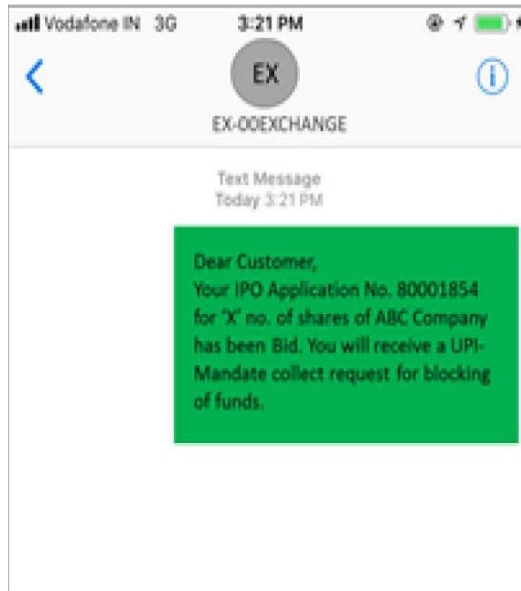 Vodafone IN 3G 3:21 PM
EX
EX-OOEXCHANGE
Text Message
Today 3:21 PM
Dear Customer,
Your IPO Application No. 80001854
for 'X' no. of shares of ABC Company
has been Bid. You will receive a UPI-
Mandate collect request for blocking
of funds.